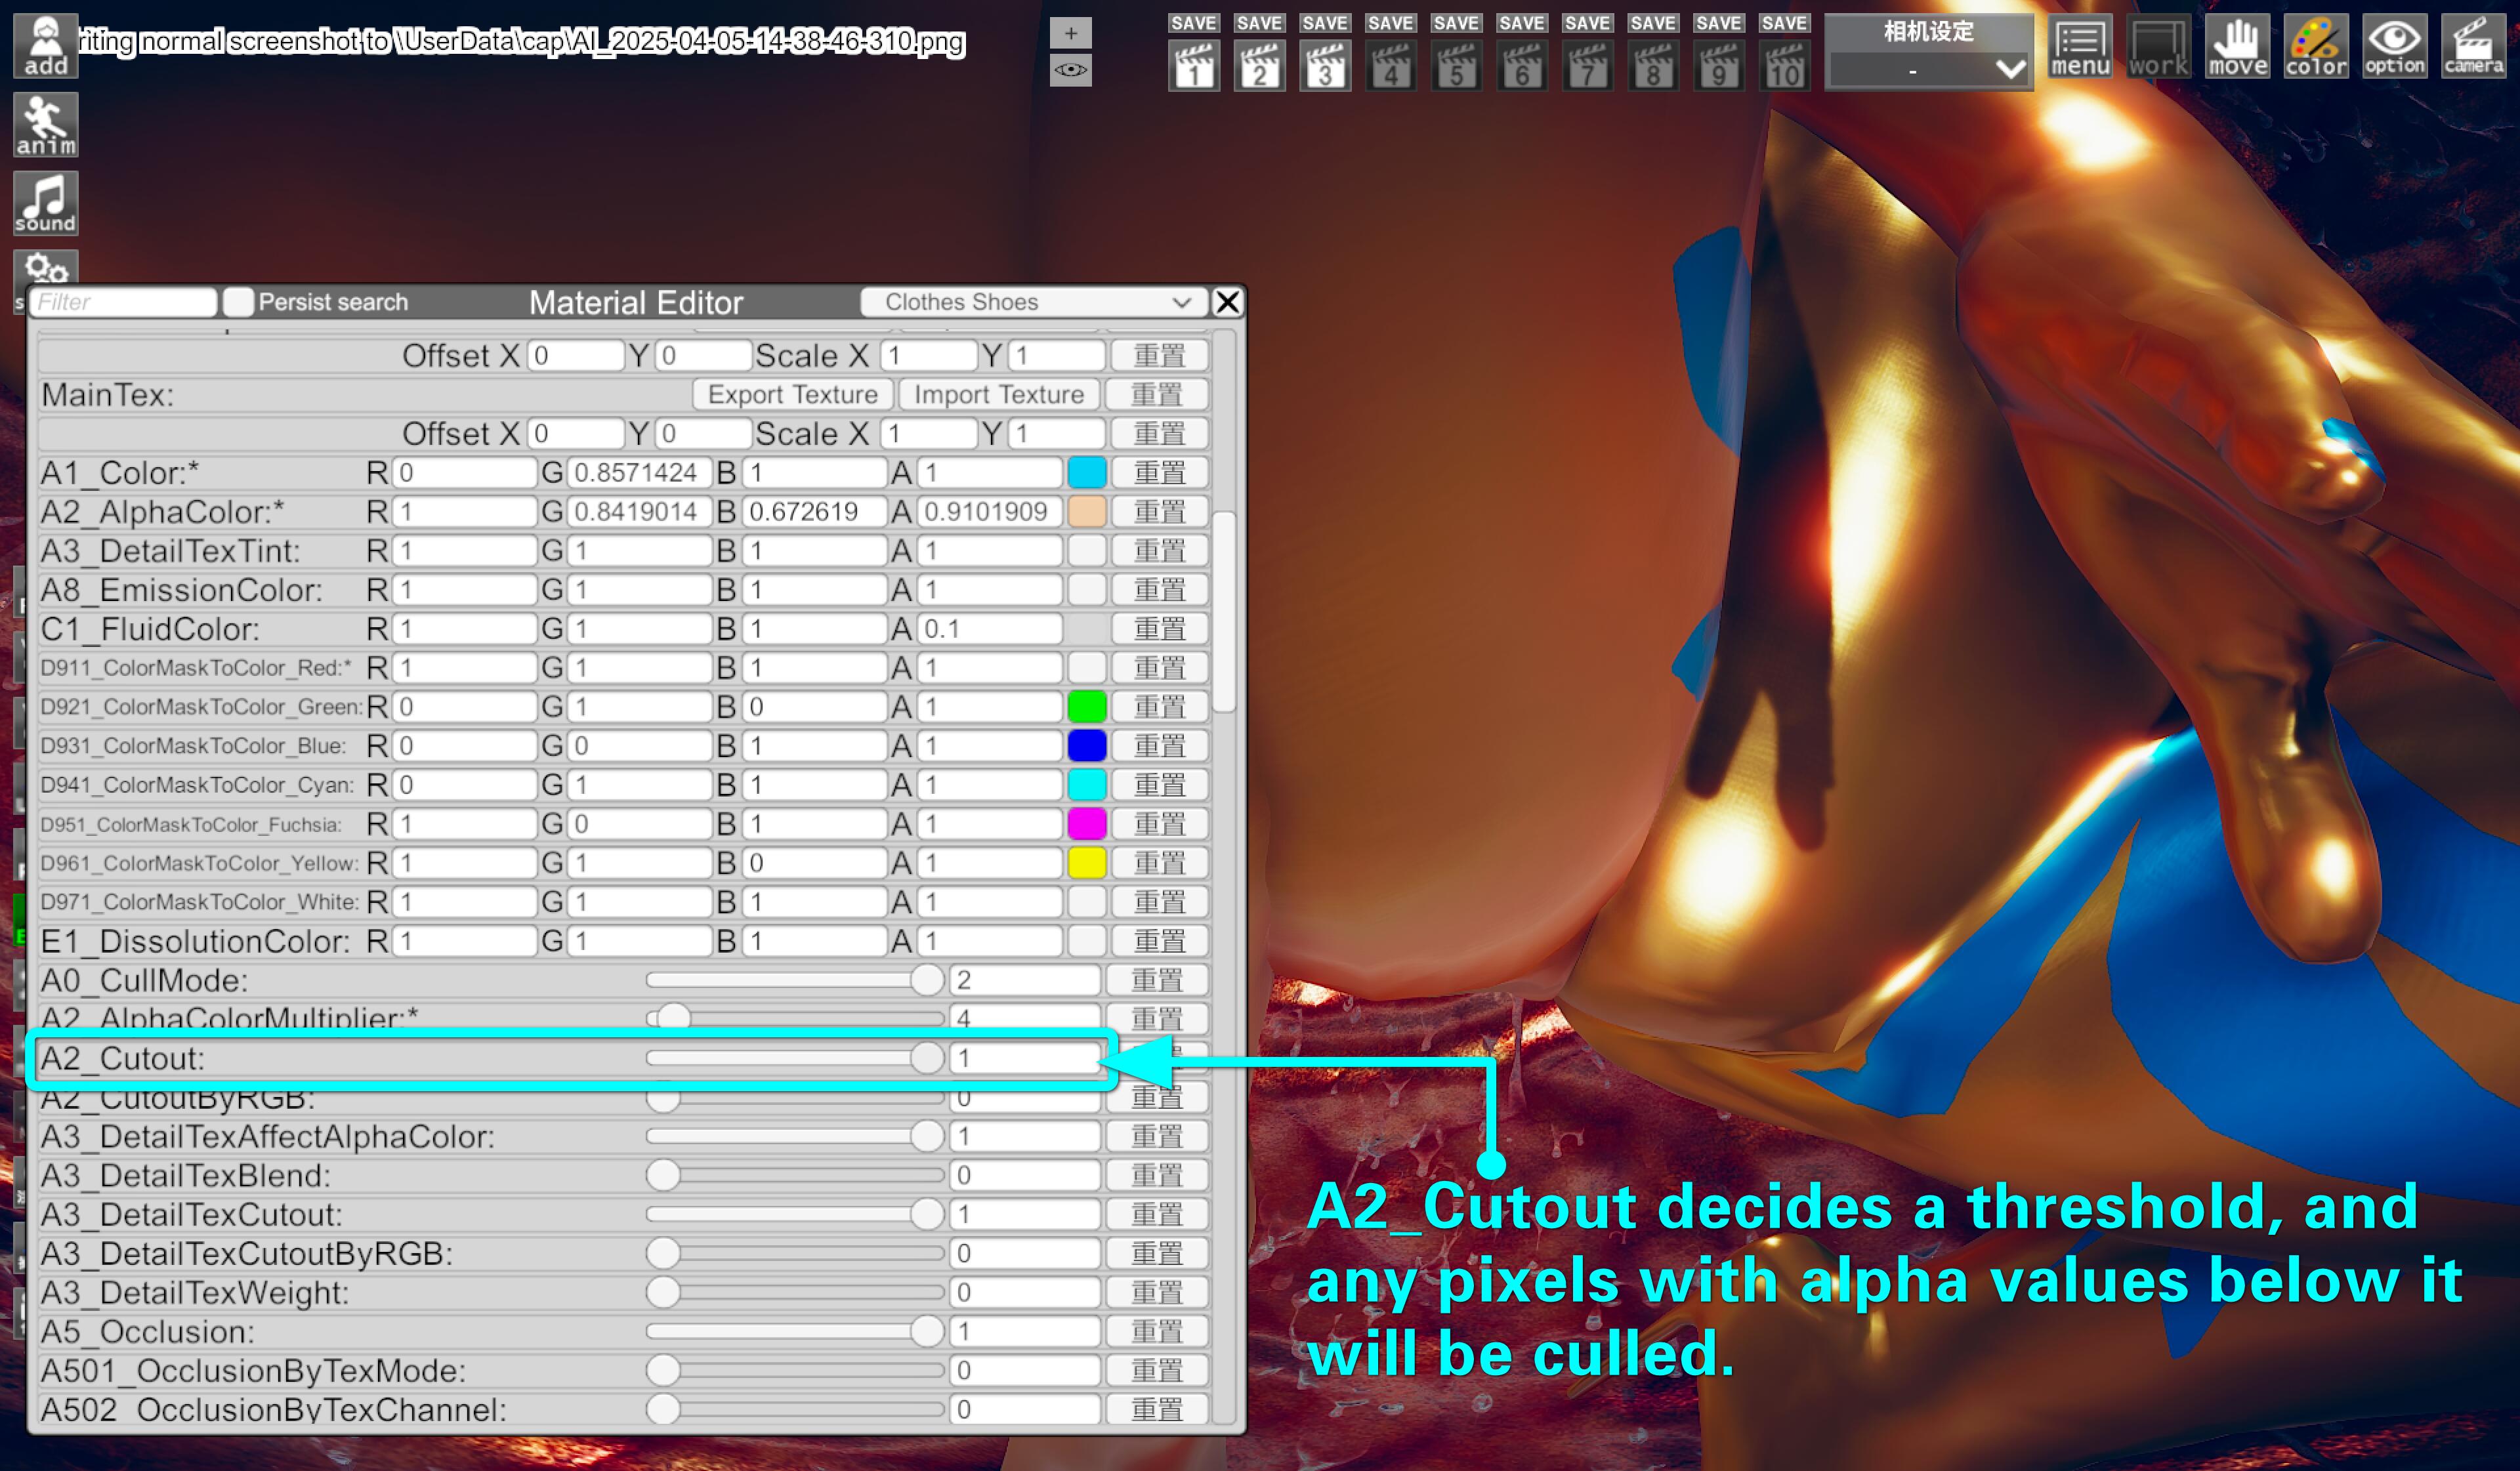 riting normal screenshot to \UserData\cap\AI_2025-04-05-14-38-46-310.png
add
anim
sound
+
SAVE SAVE SAVE SAVE SAVE SAVE SAVE SAVE SAVE SAVE
1 2 3 4 5 6 7 8 9 10
相机设定
-
menu work move color option camera
Filter Persist search Material Editor Clothes Shoes
Offset X 0 Y 0 Scale X 1 Y 1 重置
MainTex: Export Texture Import Texture 重置
Offset X 0 Y 0 Scale X 1 Y 1 重置
A1_Color:* R 0 G 0.8571424 B 1 A 1 重置
A2_AlphaColor:* R 1 G 0.8419014 B 0.672619 A 0.9101909 重置
A3_DetailTexTint: R 1 G 1 B 1 A 1 重置
A8_EmissionColor: R 1 G 1 B 1 A 1 重置
C1_FluidColor: R 1 G 1 B 1 A 0.1 重置
D911_ColorMaskToColor_Red:* R 1 G 1 B 1 A 1 重置
D921_ColorMaskToColor_Green: R 0 G 1 B 0 A 1 重置
D931_ColorMaskToColor_Blue: R 0 G 0 B 1 A 1 重置
D941_ColorMaskToColor_Cyan: R 0 G 1 B 1 A 1 重置
D951_ColorMaskToColor_Fuchsia: R 1 G 0 B 1 A 1 重置
D961_ColorMaskToColor_Yellow: R 1 G 1 B 0 A 1 重置
D971_ColorMaskToColor_White: R 1 G 1 B 1 A 1 重置
E1_DissolutionColor: R 1 G 1 B 1 A 1 重置
A0_CullMode: 2 重置
A2_AlphaColorMultiplier:* 4 重置
A2_Cutout: 1
A2_CutoutByRGB: 0 重置
A3_DetailTexAffectAlphaColor: 1 重置
A3_DetailTexBlend: 0 重置
A3_DetailTexCutout: 1 重置
A3_DetailTexCutoutByRGB: 0 重置
A3_DetailTexWeight: 0 重置
A5_Occlusion: 1 重置
A501_OcclusionByTexMode: 0 重置
A502_OcclusionByTexChannel: 0 重置
A2_Cutout decides a threshold, and
any pixels with alpha values below it
will be culled.